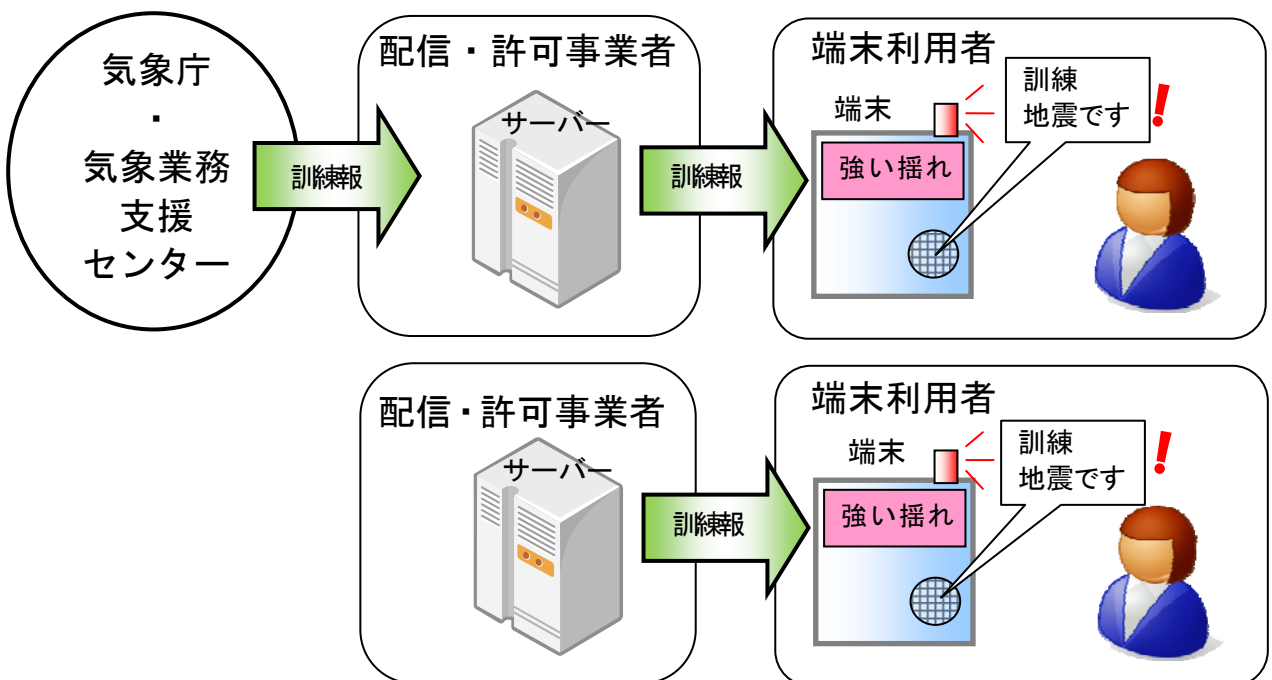 気象庁
・
気象業務
支援
センター
訓練報
配信・許可事業者
サーバー
訓練報
端末利用者
端末
強い揺れ
訓練
地震です
!
配信・許可事業者
サーバー
訓練報
端末利用者
端末
強い揺れ
訓練
地震です
!